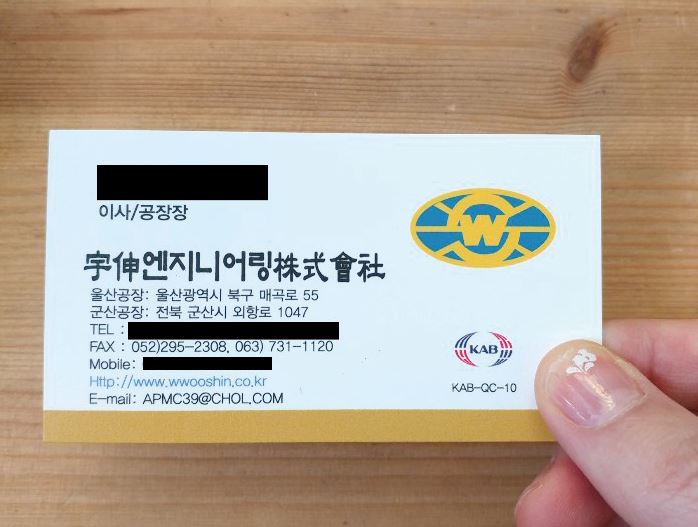 이사/공장장
W
宇伸엔지니어링株式會社
울산공장: 울산광역시 북구 매곡로 55
군산공장: 전북 군산시 외항로 1047
TEL :
FAX : 052)295-2308, 063) 731-1120
Mobile:
Http://www.wwooshin,co,kr
E-mail: APMC39@CHOL.COM
KAB
KAB-QC-10